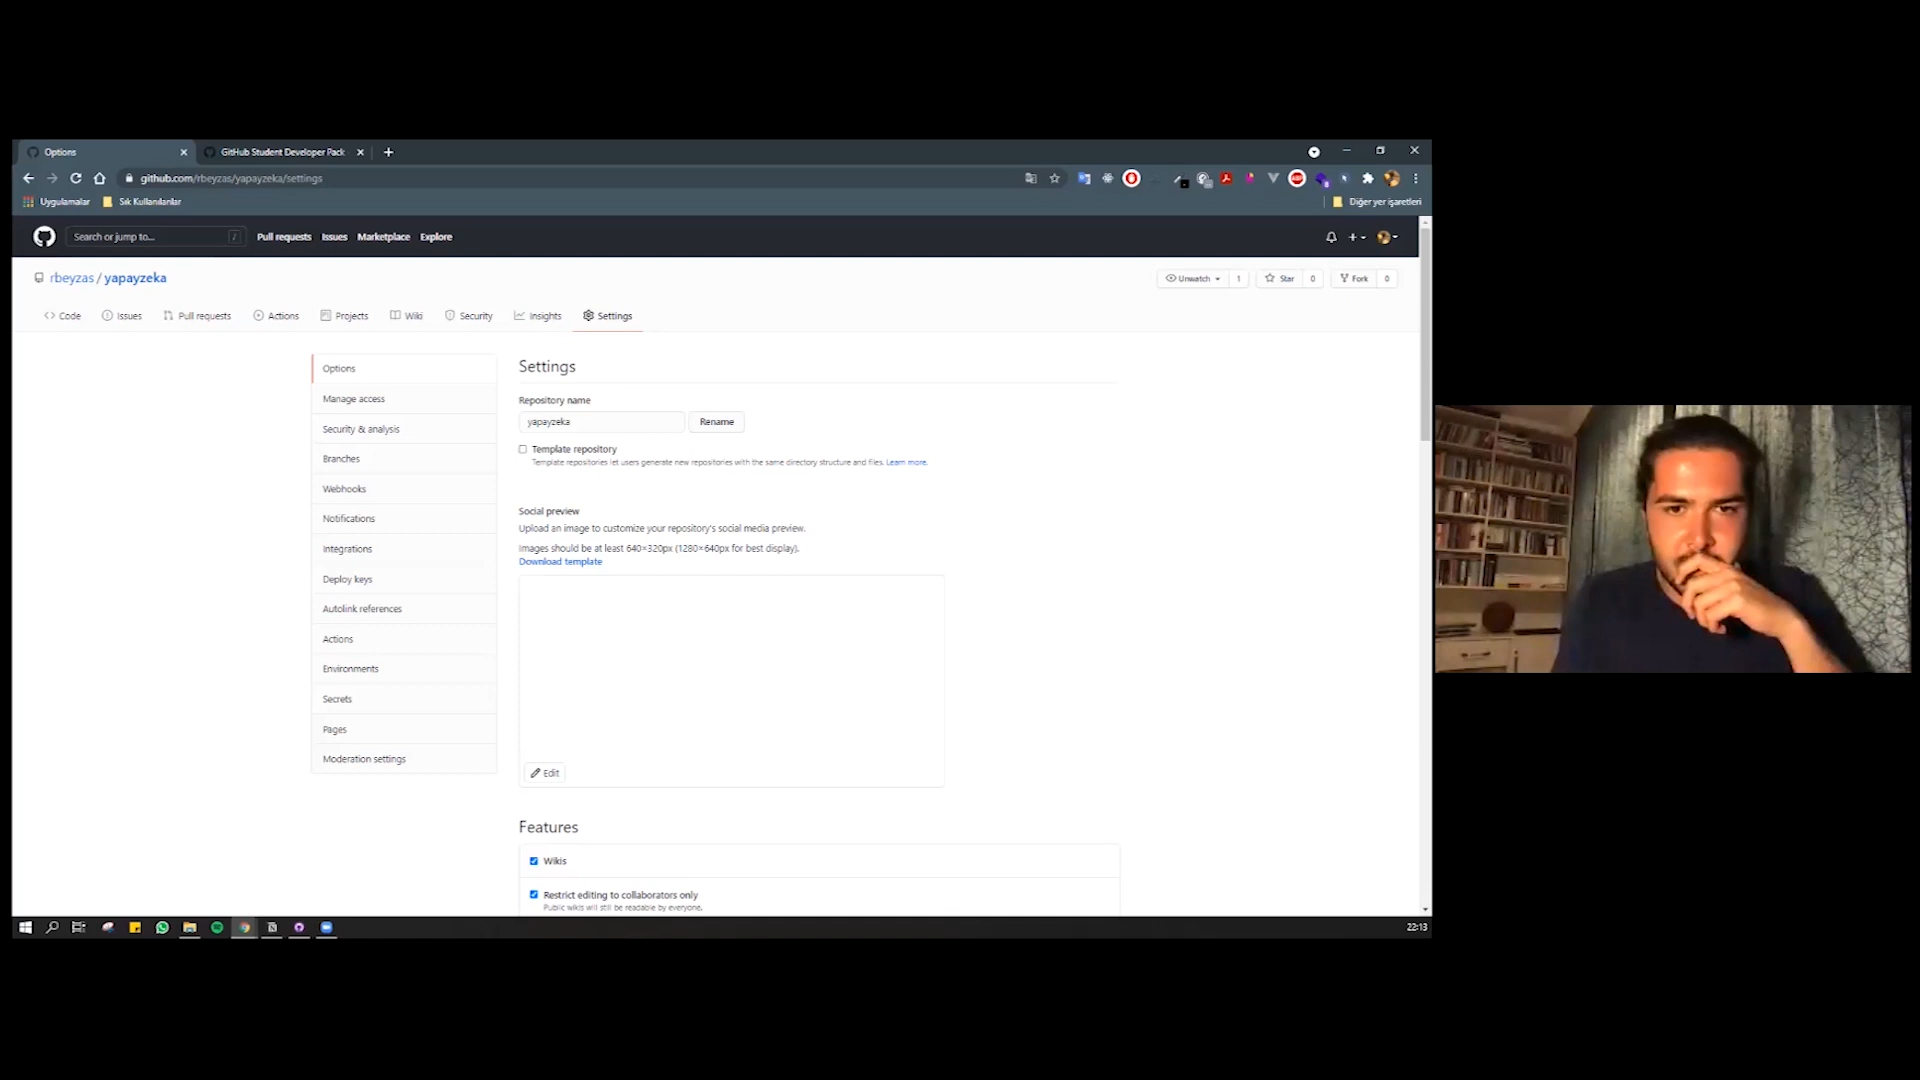 Options
GitHub Student Developer Pack
github.com/rbeyzas/yapayzeka/settings
Uygulamalar
Sık Kullanılanlar
Diğer yer işaretleri
Search or jump to...
/
Pull requests
Issues
Marketplace
Explore
rbeyzas / yapayzeka
Unwatch
1
Star
0
Fork
0
Code
Issues
Pull requests
Actions
Projects
Wiki
Security
Insights
Settings
Options
Manage access
Security & analysis
Branches
Webhooks
Notifications
Integrations
Deploy keys
Autolink references
Actions
Environments
Secrets
Pages
Moderation settings
Settings
Repository name
yapayzeka
Rename
Template repository
Template repositories let users generate new repositories with the same directory structure and files. Learn more.
Social preview
Upload an image to customize your repository's social media preview.
Images should be at least 640×320px (1280×640px for best display).
Download template
Edit
Features
Wikis
Restrict editing to collaborators only
Public wikis will still be readable by everyone.
22:13